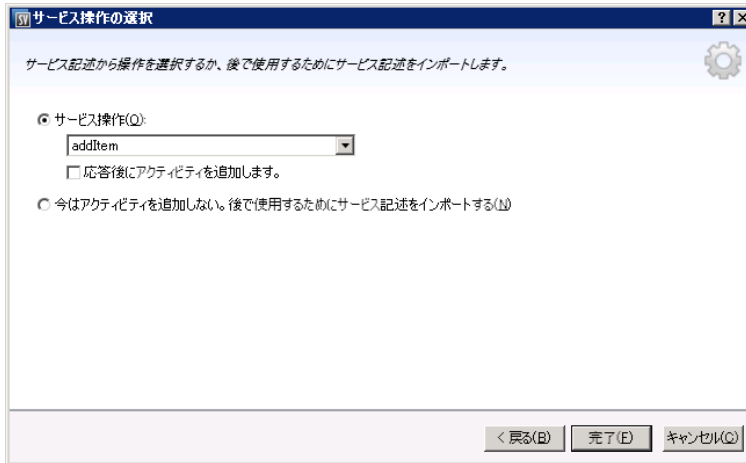 SV サービス操作の選択
サービス記述から操作を選択するか、後で使用するためにサービス記述をインポートします。
サービス操作(O):
addItem
応答後にアクティビティを追加します。
今はアクティビティを追加しない。後で使用するためにサービス記述をインポートする(N)
< 戻る(B) 完了(F) キャンセル(C)